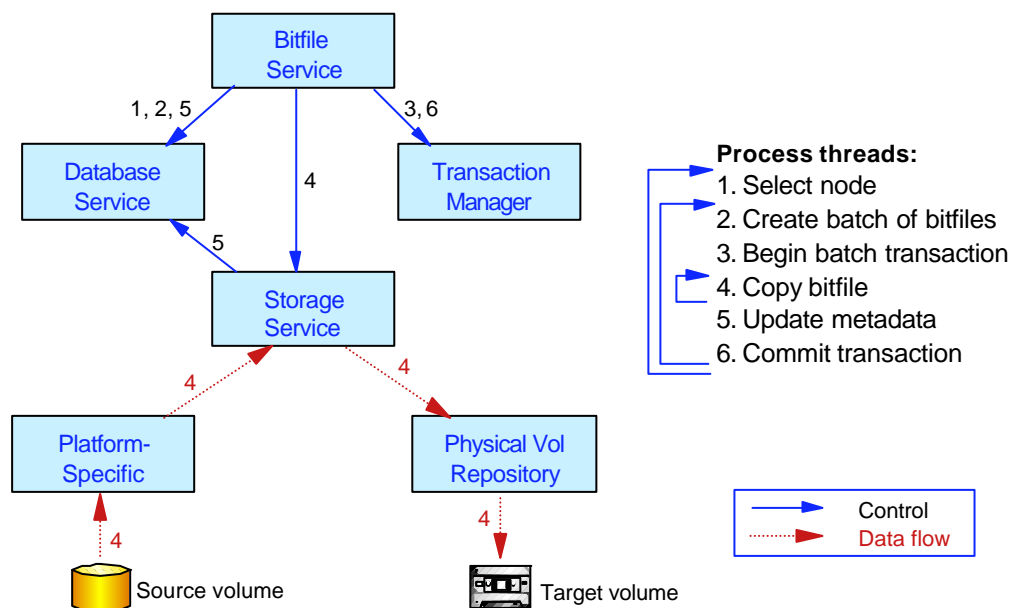 Bitfile
Service
1, 2, 5
3, 6
Database
Service
4
Transaction
Manager
5
Storage
Service
4
4
Platform-
Specific
Physical Vol
Repository
4
4
Source volume
Target volume
Process threads:
1. Select node
2. Create batch of bitfiles
3. Begin batch transaction
4. Copy bitfile
5. Update metadata
6. Commit transaction
Control
Data flow